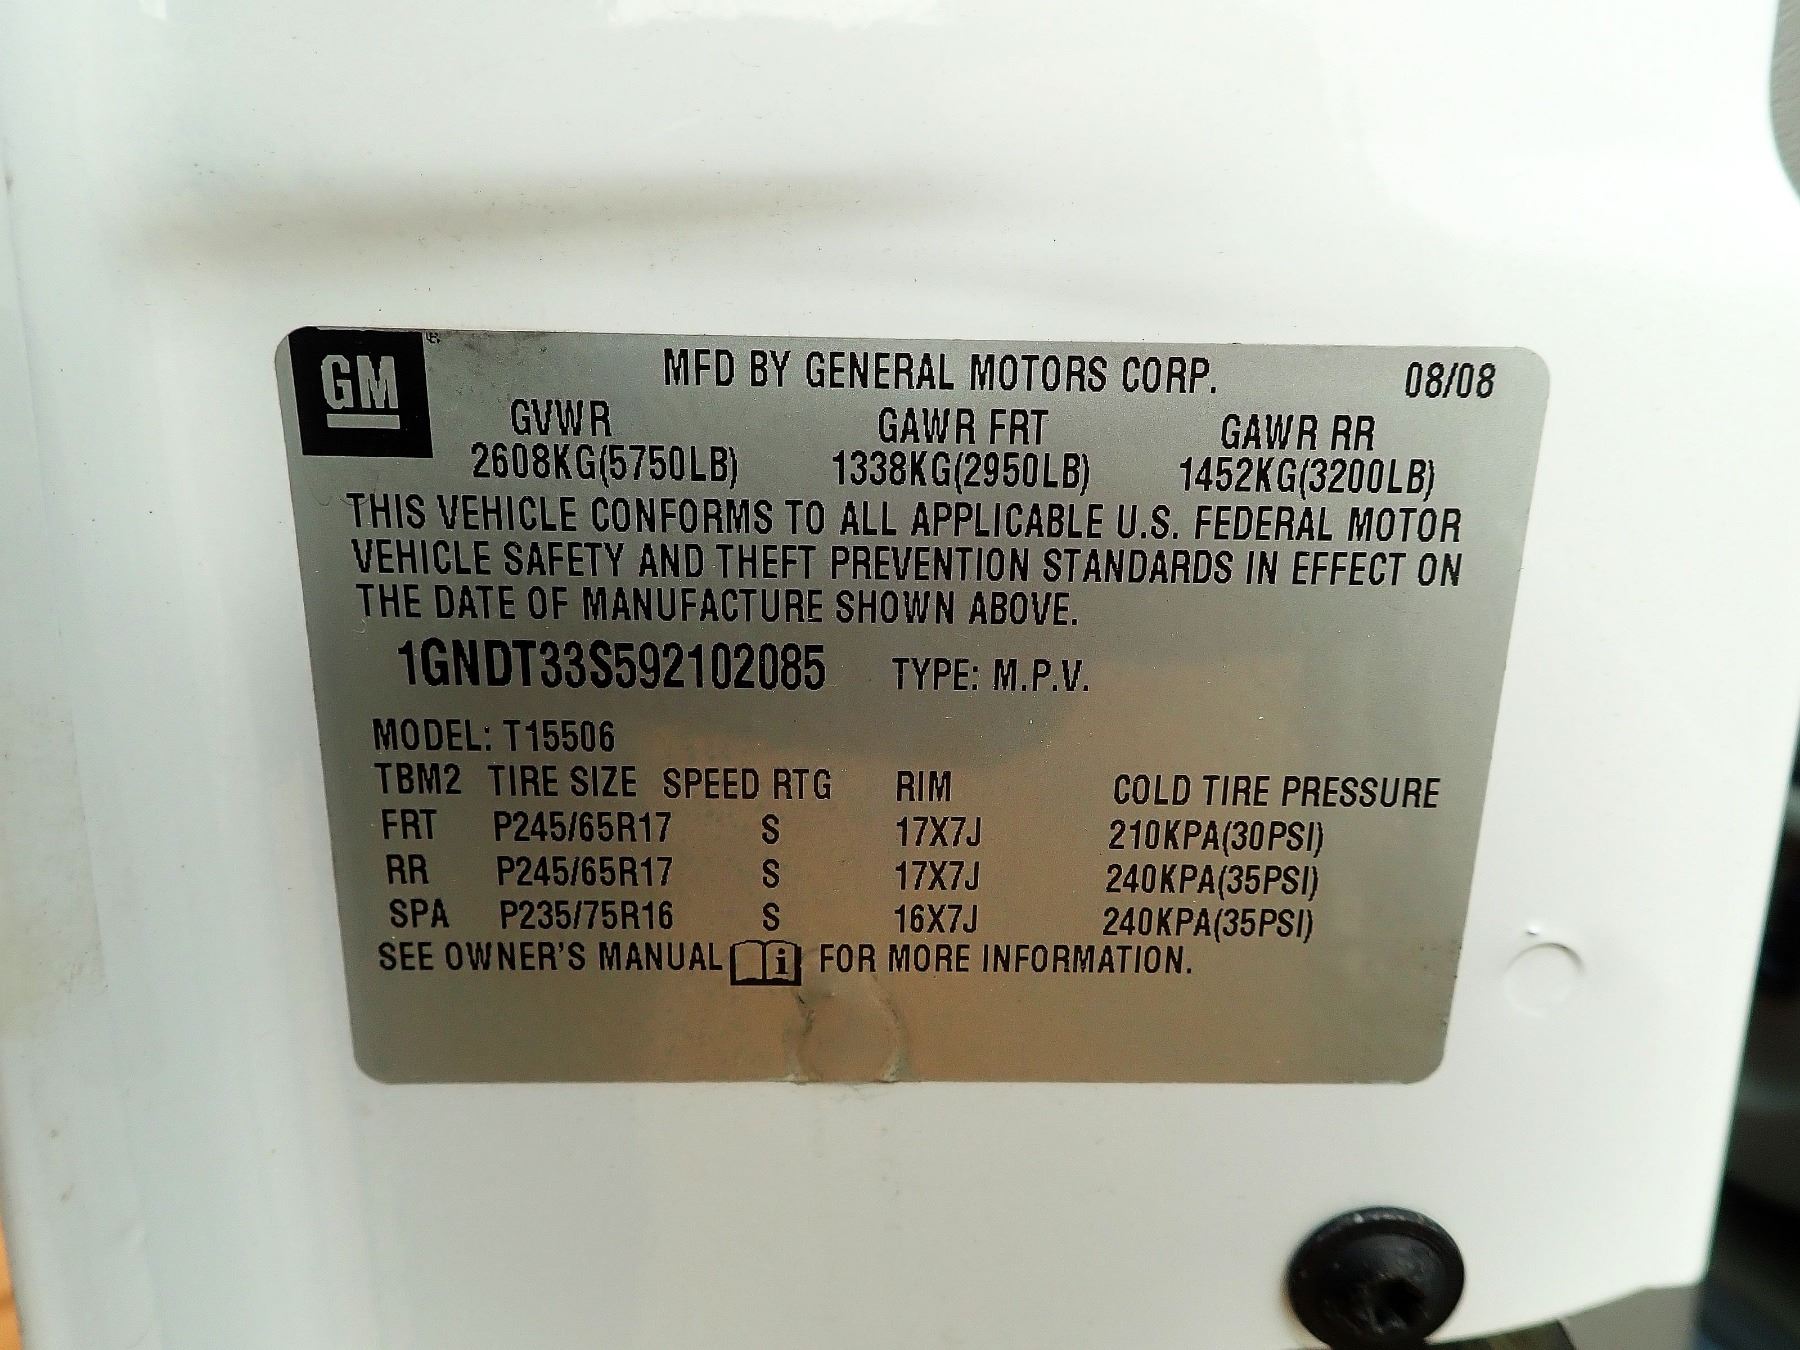 GM
MFD BY GENERAL MOTORS CORP. 08/08
GVWR GAWR FRT GAWR RR
2608KG(5750LB) 1338KG(2950LB) 1452KG(3200LB)
THIS VEHICLE CONFORMS TO ALL APPLICABLE U.S. FEDERAL MOTOR
VEHICLE SAFETY AND THEFT PREVENTION STANDARDS IN EFFECT ON
THE DATE OF MANUFACTURE SHOWN ABOVE.
1GNDT33S592102085 TYPE: M.P.V.
MODEL: T15506
TBM2 TIRE SIZE SPEED RTG RIM COLD TIRE PRESSURE
FRT P245/65R17 S 17X7J 210KPA(30PSI)
RR P245/65R17 S 17X7J 240KPA(35PSI)
SPA P235/75R16 S 16X7J 240KPA(35PSI)
SEE OWNER'S MANUAL i FOR MORE INFORMATION.